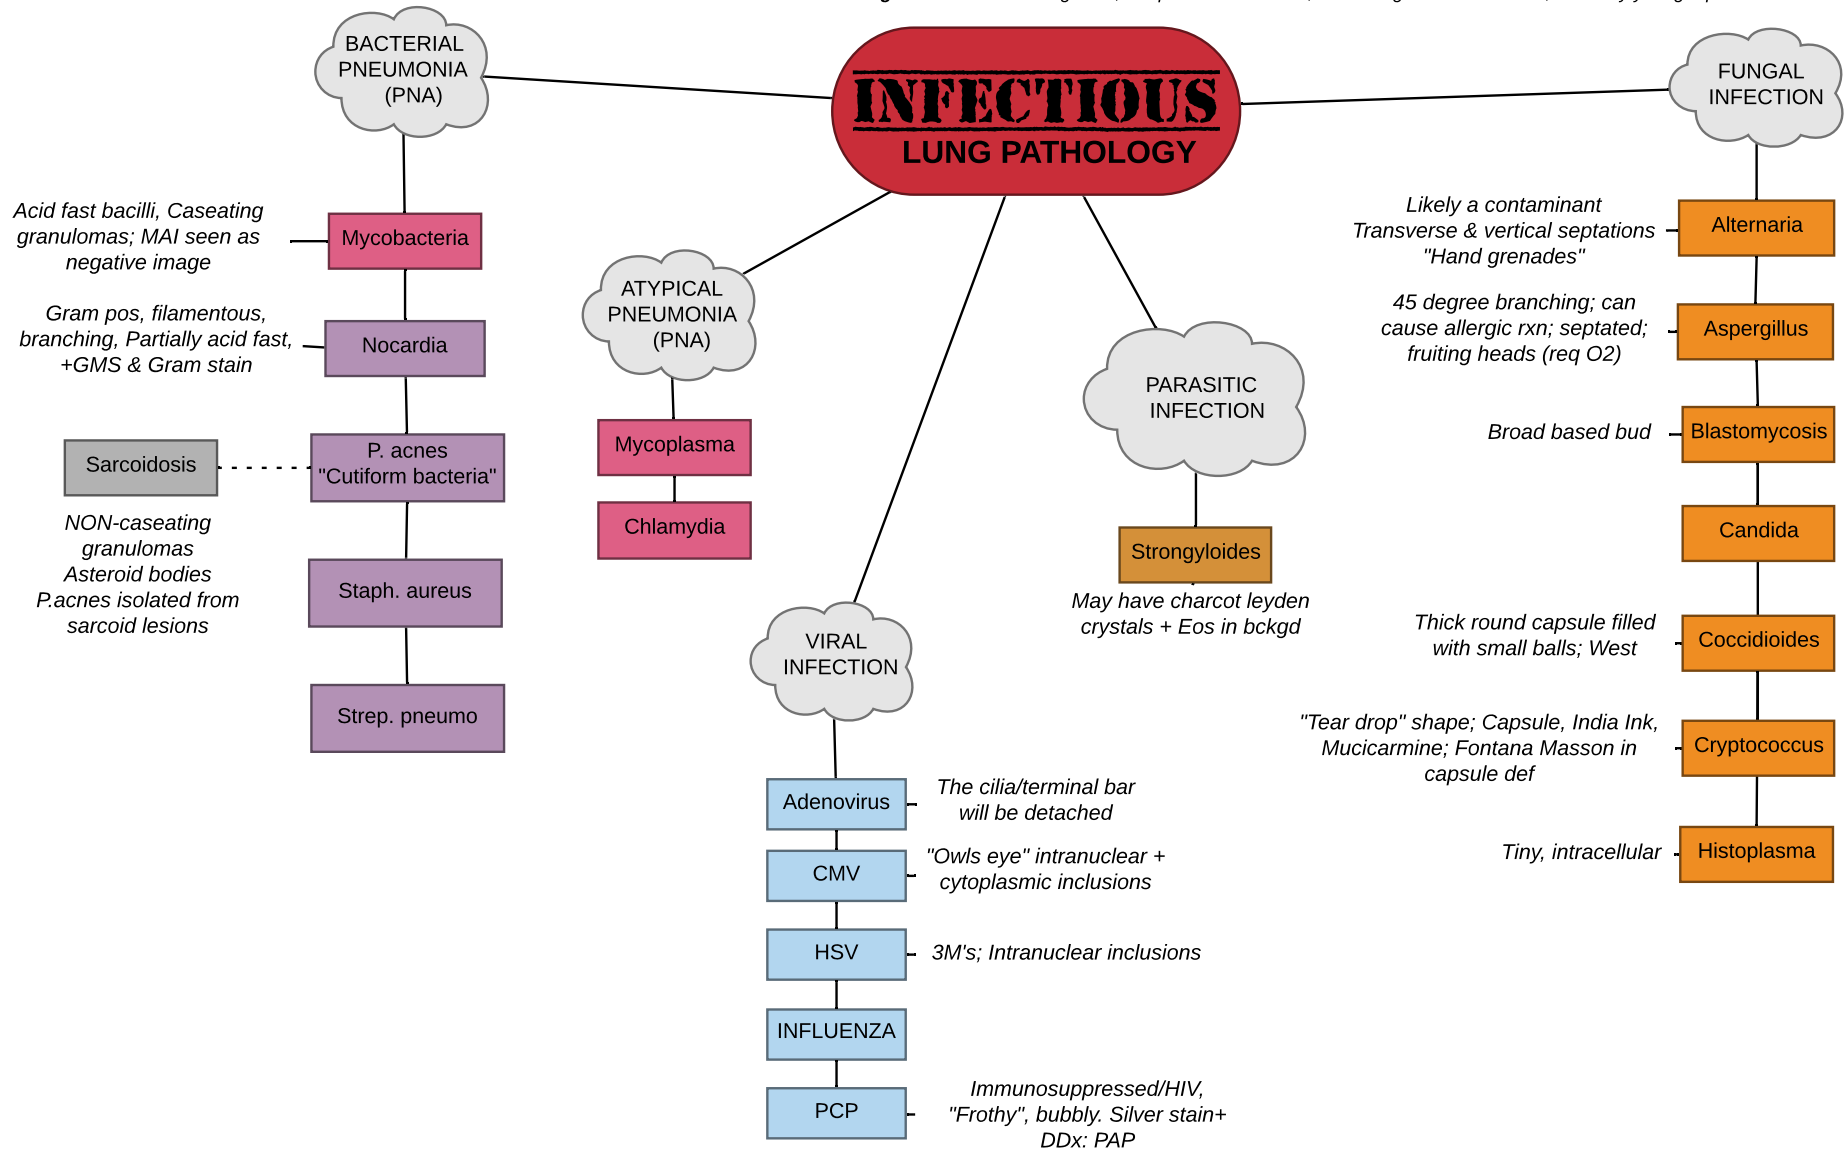 BACTERIAL
PNEUMONIA
(PNA)
INFECTIOUS
LUNG PATHOLOGY
FUNGAL
INFECTION
Acid fast bacilli, Caseating
granulomas; MAI seen as
negative image
Mycobacteria
Gram pos, filamentous,
branching, Partially acid fast,
+GMS & Gram stain
Nocardia
Sarcoidosis
P. acnes
"Cutiform bacteria"
NON-caseating
granulomas
Asteroid bodies
P.acnes isolated from
sarcoid lesions
Staph. aureus
Strep. pneumo
ATYPICAL
PNEUMONIA
(PNA)
Mycoplasma
Chlamydia
VIRAL
INFECTION
Adenovirus
The cilia/terminal bar
will be detached
CMV
"Owls eye" intranuclear +
cytoplasmic inclusions
HSV
3M's; Intranuclear inclusions
INFLUENZA
PCP
Immunosuppressed/HIV,
"Frothy", bubbly. Silver stain+
DDx: PAP
PARASITIC
INFECTION
Strongyloides
May have charcot leyden
crystals + Eos in bckgd
Likely a contaminant
Transverse & vertical septations
"Hand grenades"
Alternaria
45 degree branching; can
cause allergic rxn; septated;
fruiting heads (req O2)
Aspergillus
Broad based bud
Blastomycosis
Candida
Thick round capsule filled
with small balls; West
Coccidioides
"Tear drop" shape; Capsule, India Ink,
Mucicarmine; Fontana Masson in
capsule def
Cryptococcus
Tiny, intracellular
Histoplasma